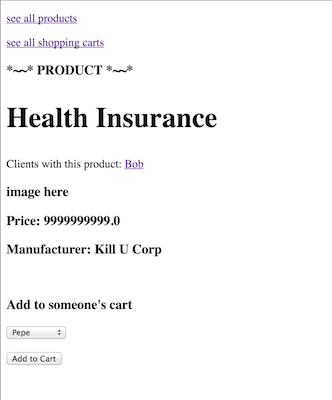 see all products
see all shopping carts
*~~* PRODUCT *~~*
Health Insurance
Clients with this product: Bob
image here
Price: 9999999999.0
Manufacturer: Kill U Corp
Add to someone's cart
Pepe
Add to Cart